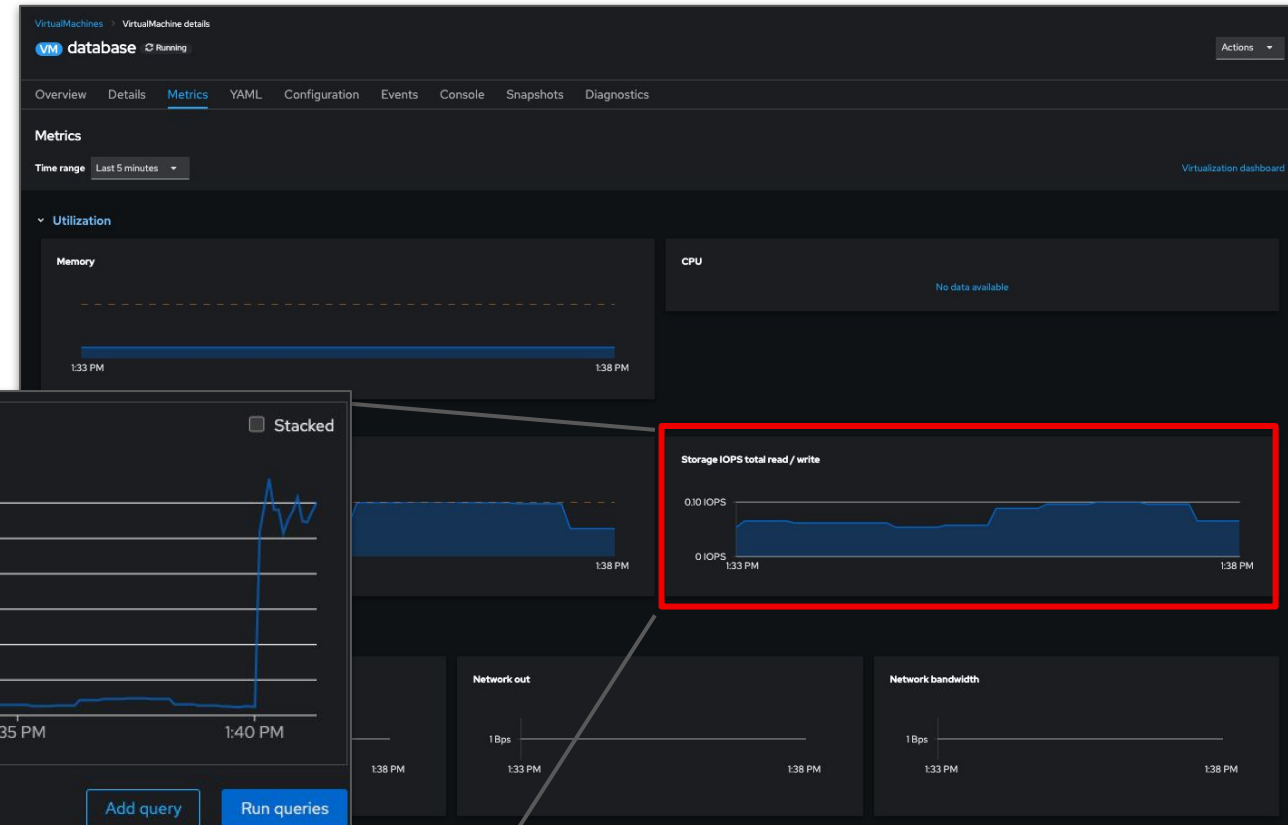 VirtualMachines > VirtualMachine details
VM database Running
Actions
Overview Details Metrics YAML Configuration Events Console Snapshots Diagnostics
Metrics
Time range Last 5 minutes
Virtualization dashboard
Utilization
Memory
1:33 PM 1:38 PM
CPU
No data available
1:38 PM
Storage IOPS total read / write
0.10 IOPS
0 IOPS
1:33 PM 1:38 PM
Stacked
35 PM 1:40 PM
Add query Run queries
1:38 PM
Network out
1 Bps
1:33 PM 1:38 PM
Network bandwidth
1 Bps
1:33 PM 1:38 PM